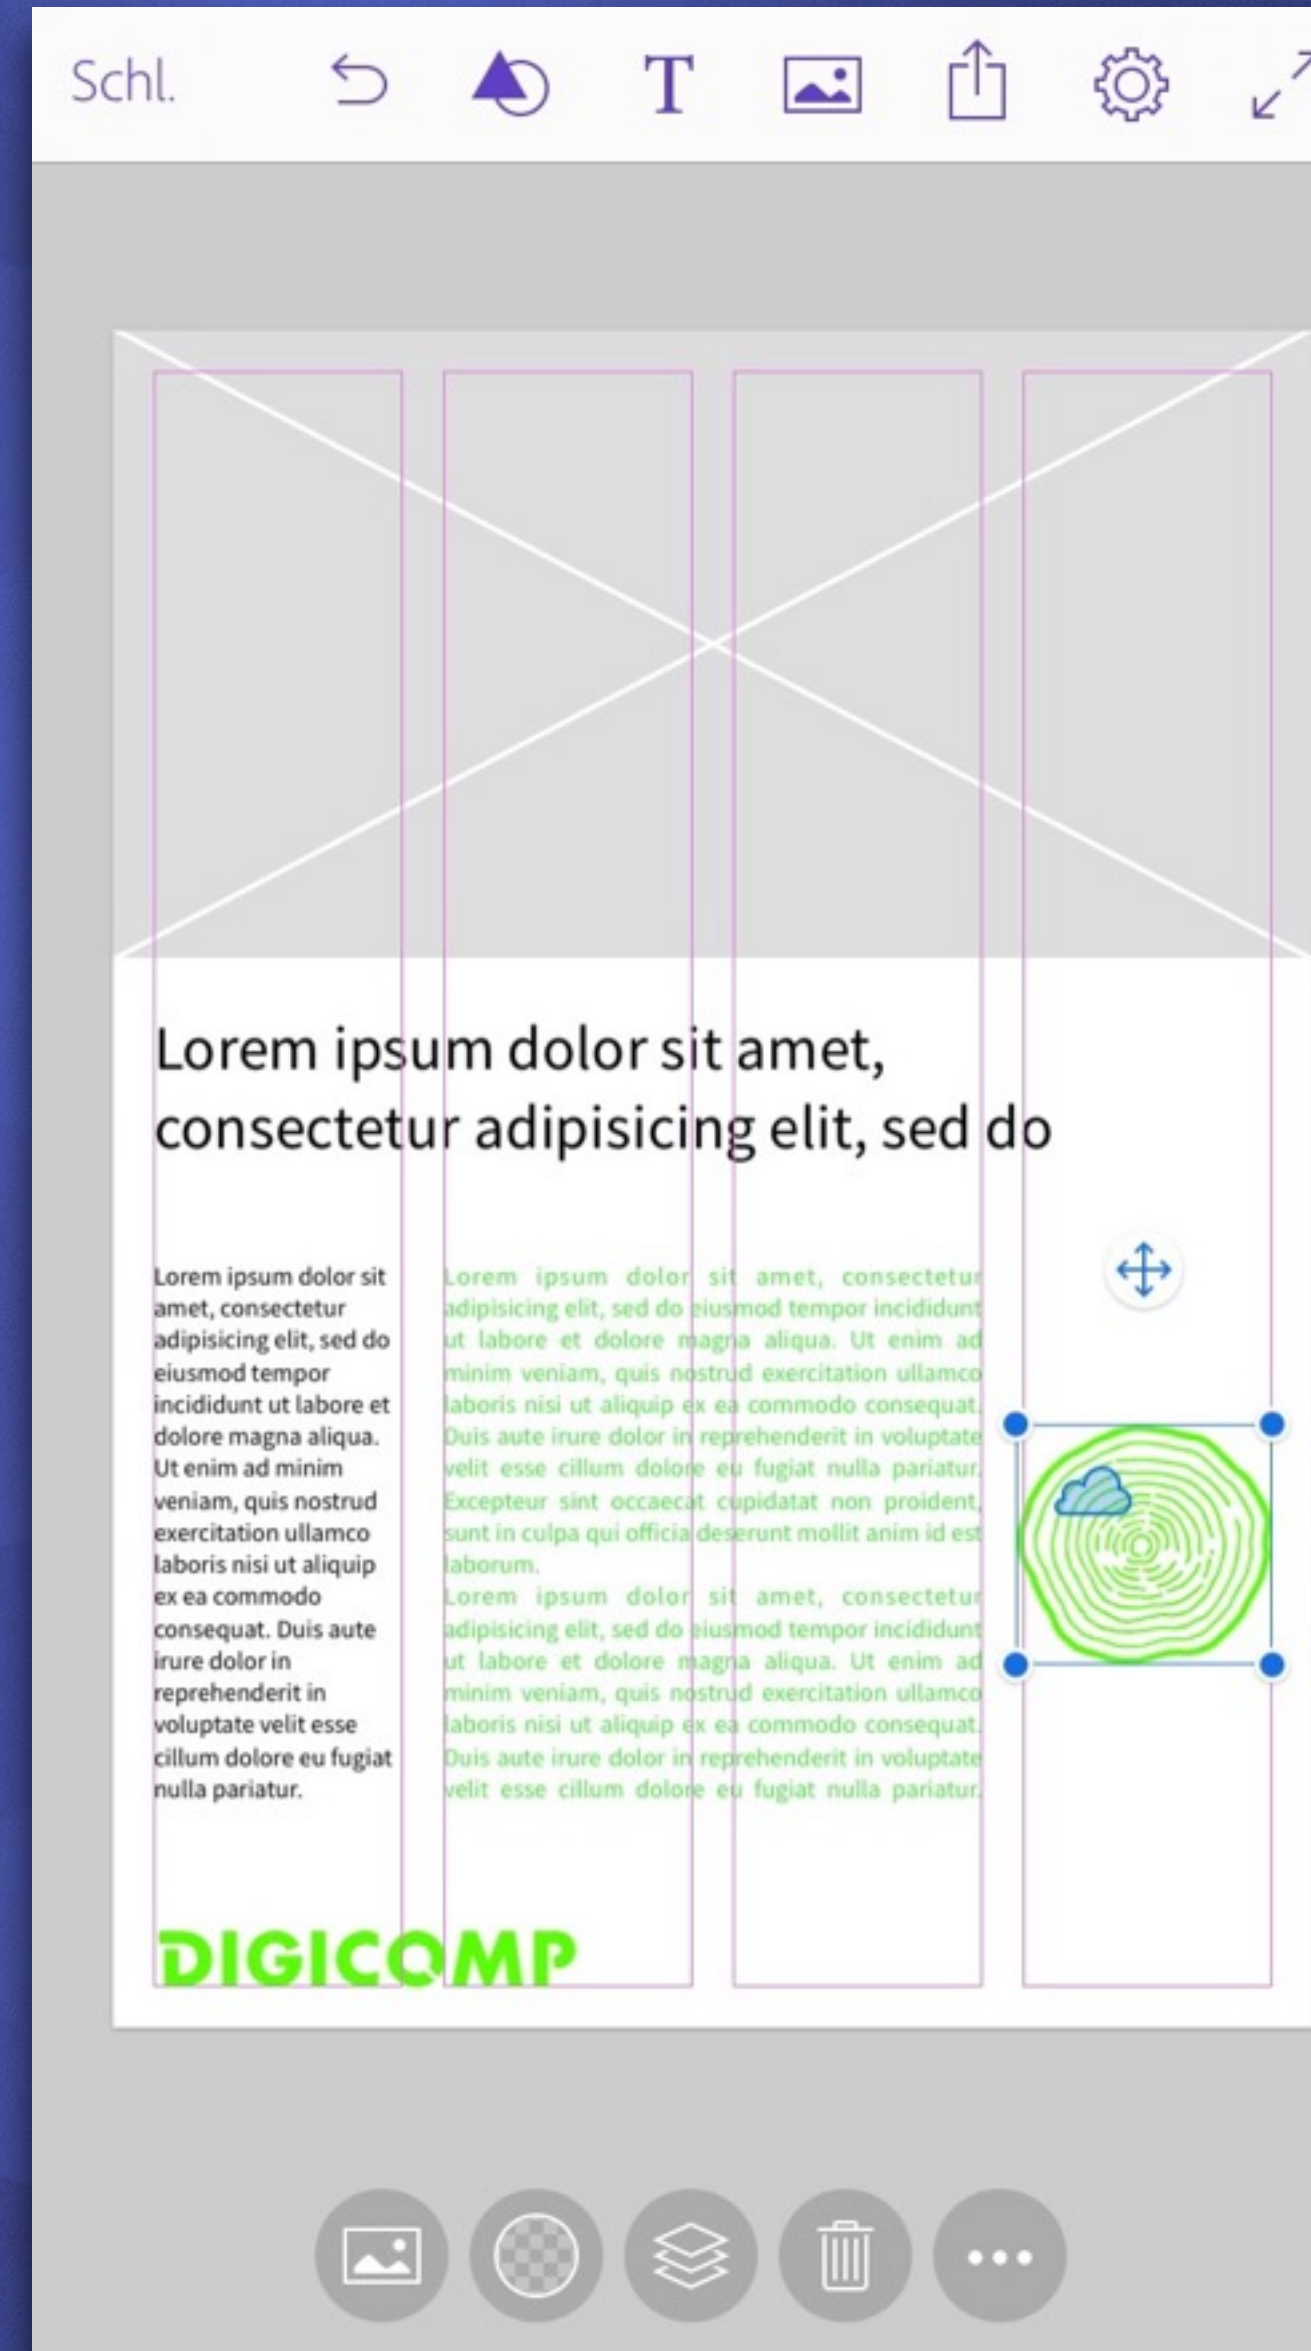 Schl.
T
Lorem ipsum dolor sit amet,
consectetur adipisicing elit, sed do
Lorem ipsum dolor sit
amet, consectetur
adipisicing elit, sed do
eiusmod tempor
incididunt ut labore et
dolore magna aliqua.
Ut enim ad minim
veniam, quis nostrud
exercitation ullamco
laboris nisi ut aliquip
ex ea commodo
consequat. Duis aute
irure dolor in
reprehenderit in
voluptate velit esse
cillum dolore eu fugiat
nulla pariatur.
Lorem ipsum dolor sit amet, consectetur
adipisicing elit, sed do eiusmod tempor incididunt
ut labore et dolore magna aliqua. Ut enim ad
minim veniam, quis nostrud exercitation ullamco
laboris nisi ut aliquip ex ea commodo consequat.
Duis aute irure dolor in reprehenderit in voluptate
velit esse cillum dolore eu fugiat nulla pariatur.
Excepteur sint occaecat cupidatat non proident,
sunt in culpa qui officia deserunt mollit anim id est
laborum.
Lorem ipsum dolor sit amet, consectetur
adipisicing elit, sed do eiusmod tempor incididunt
ut labore et dolore magna aliqua. Ut enim ad
minim veniam, quis nostrud exercitation ullamco
laboris nisi ut aliquip ex ea commodo consequat.
Duis aute irure dolor in reprehenderit in voluptate
velit esse cillum dolore eu fugiat nulla pariatur.
DIGICOMP